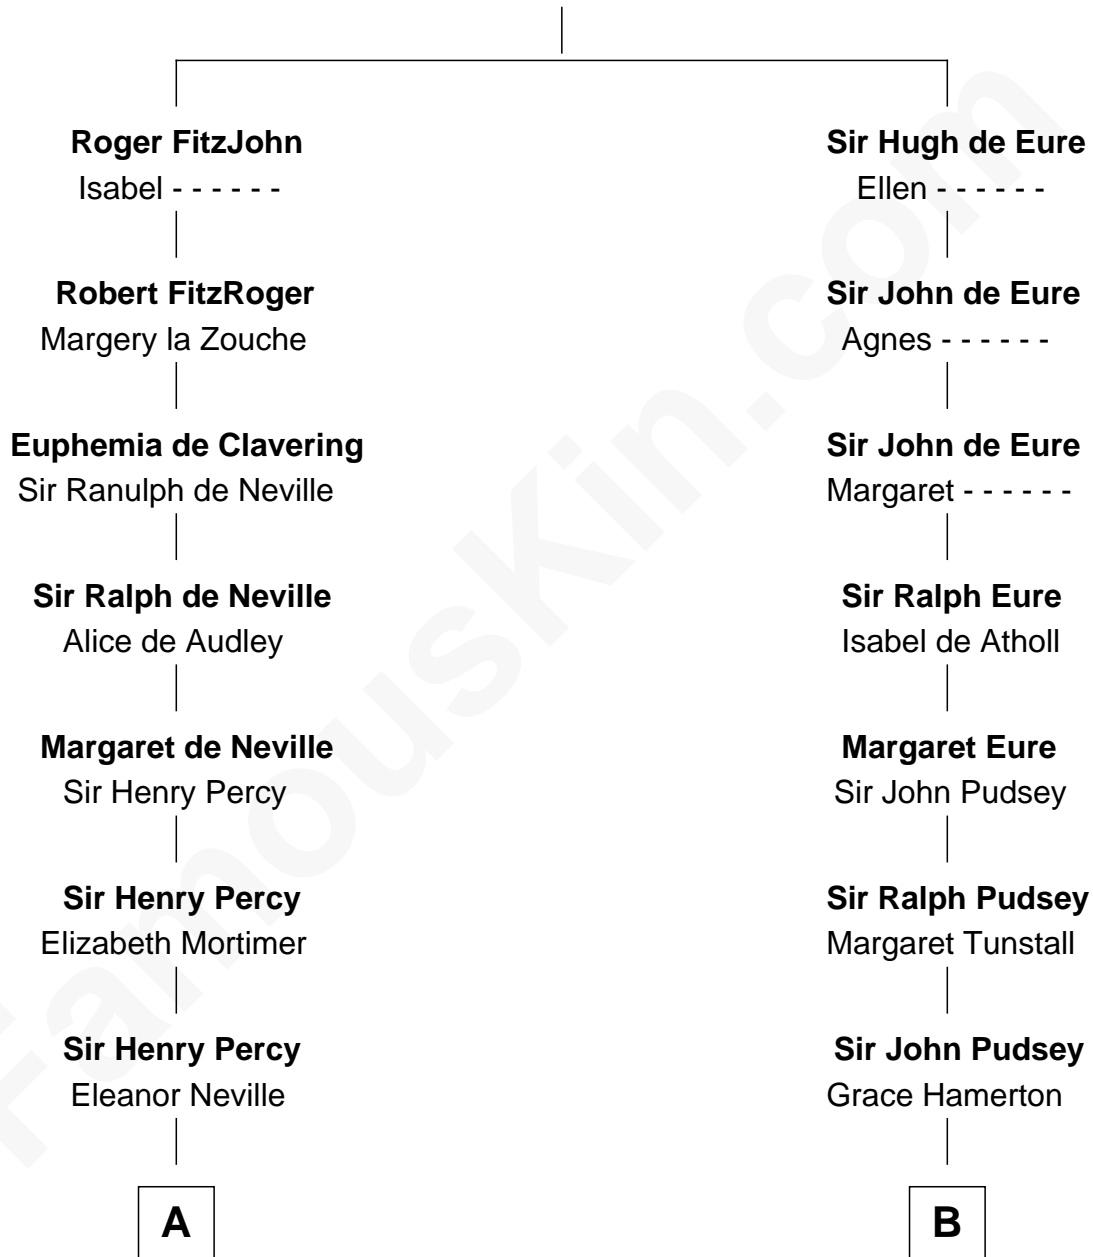 Roger FitzJohn
Isabel - - - - - -
Robert FitzRoger
Margery la Zouche
Euphemia de Clavering
Sir Ranulph de Neville
Sir Ralph de Neville
Alice de Audley
Margaret de Neville
Sir Henry Percy
Sir Henry Percy
Elizabeth Mortimer
Sir Henry Percy
Eleanor Neville
A
Sir Hugh de Eure
Ellen - - - - - -
Sir John de Eure
Agnes - - - - - -
Sir John de Eure
Margaret - - - - - -
Sir Ralph Eure
Isabel de Atholl
Margaret Eure
Sir John Pudsey
Sir Ralph Pudsey
Margaret Tunstall
Sir John Pudsey
Grace Hamerton
B
FamousKin.com